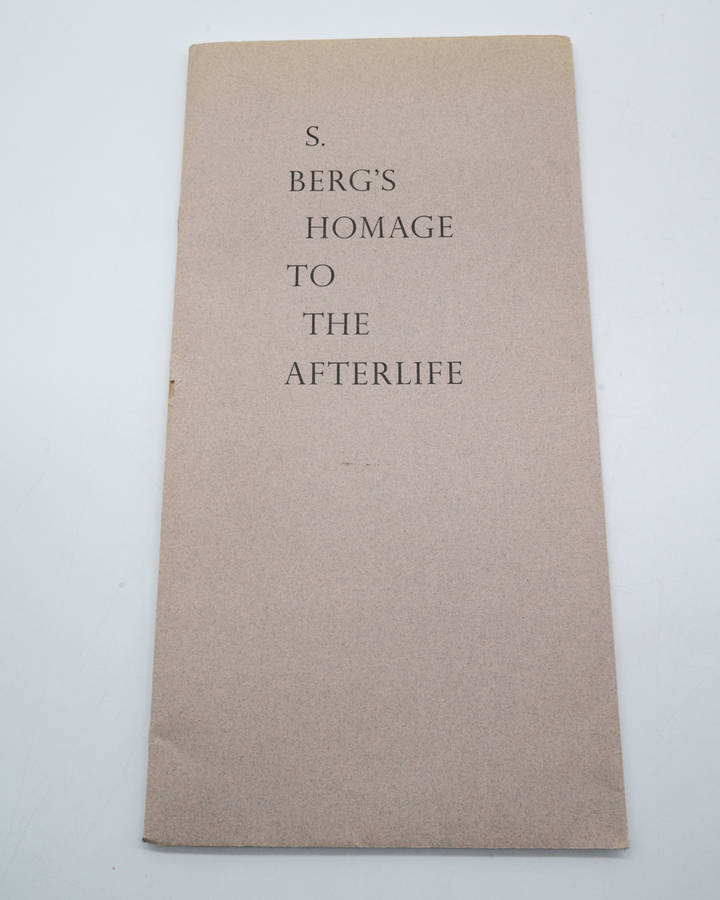 S.
BERG'S
HOMAGE
TO
THE
AFTERLIFE